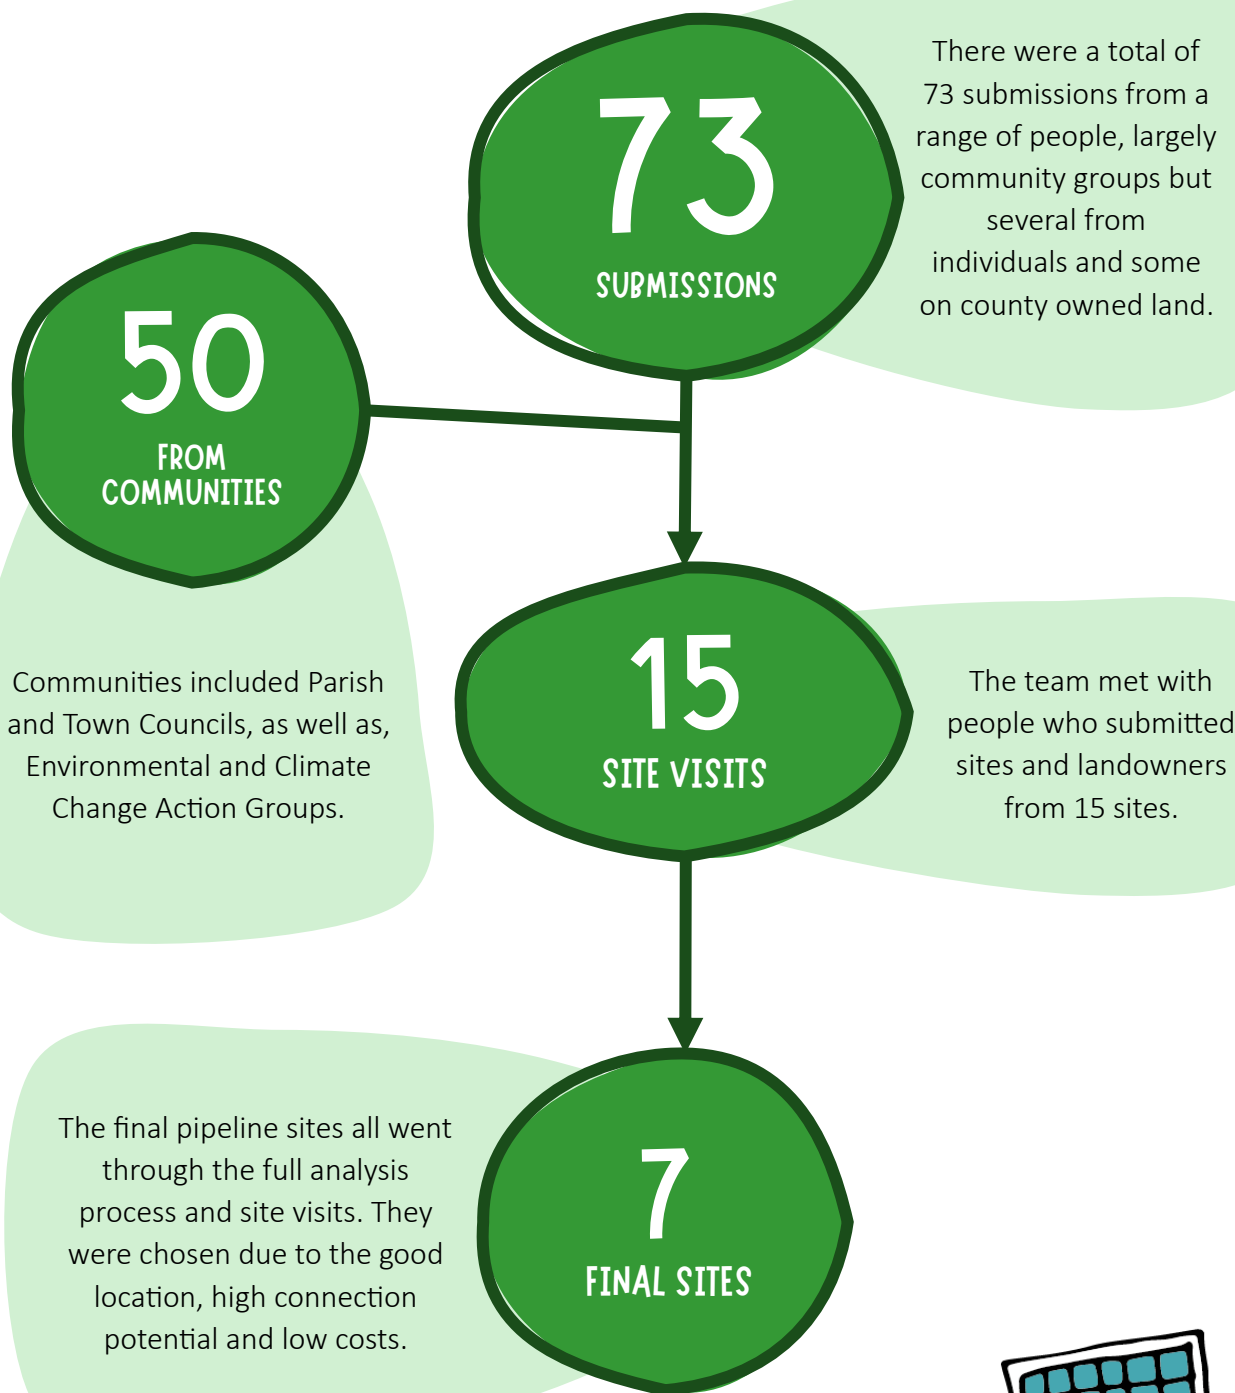 73
SUBMISSIONS
There were a total of
73 submissions from a
range of people, largely
community groups but
several from
individuals and some
on county owned land.
50
FROM
COMMUNITIES
Communities included Parish
and Town Councils, as well as,
Environmental and Climate
Change Action Groups.
15
SITE VISITS
The team met with
people who submitted
sites and landowners
from 15 sites.
The final pipeline sites all went
through the full analysis
process and site visits. They
were chosen due to the good
location, high connection
potential and low costs.
7
FINAL SITES